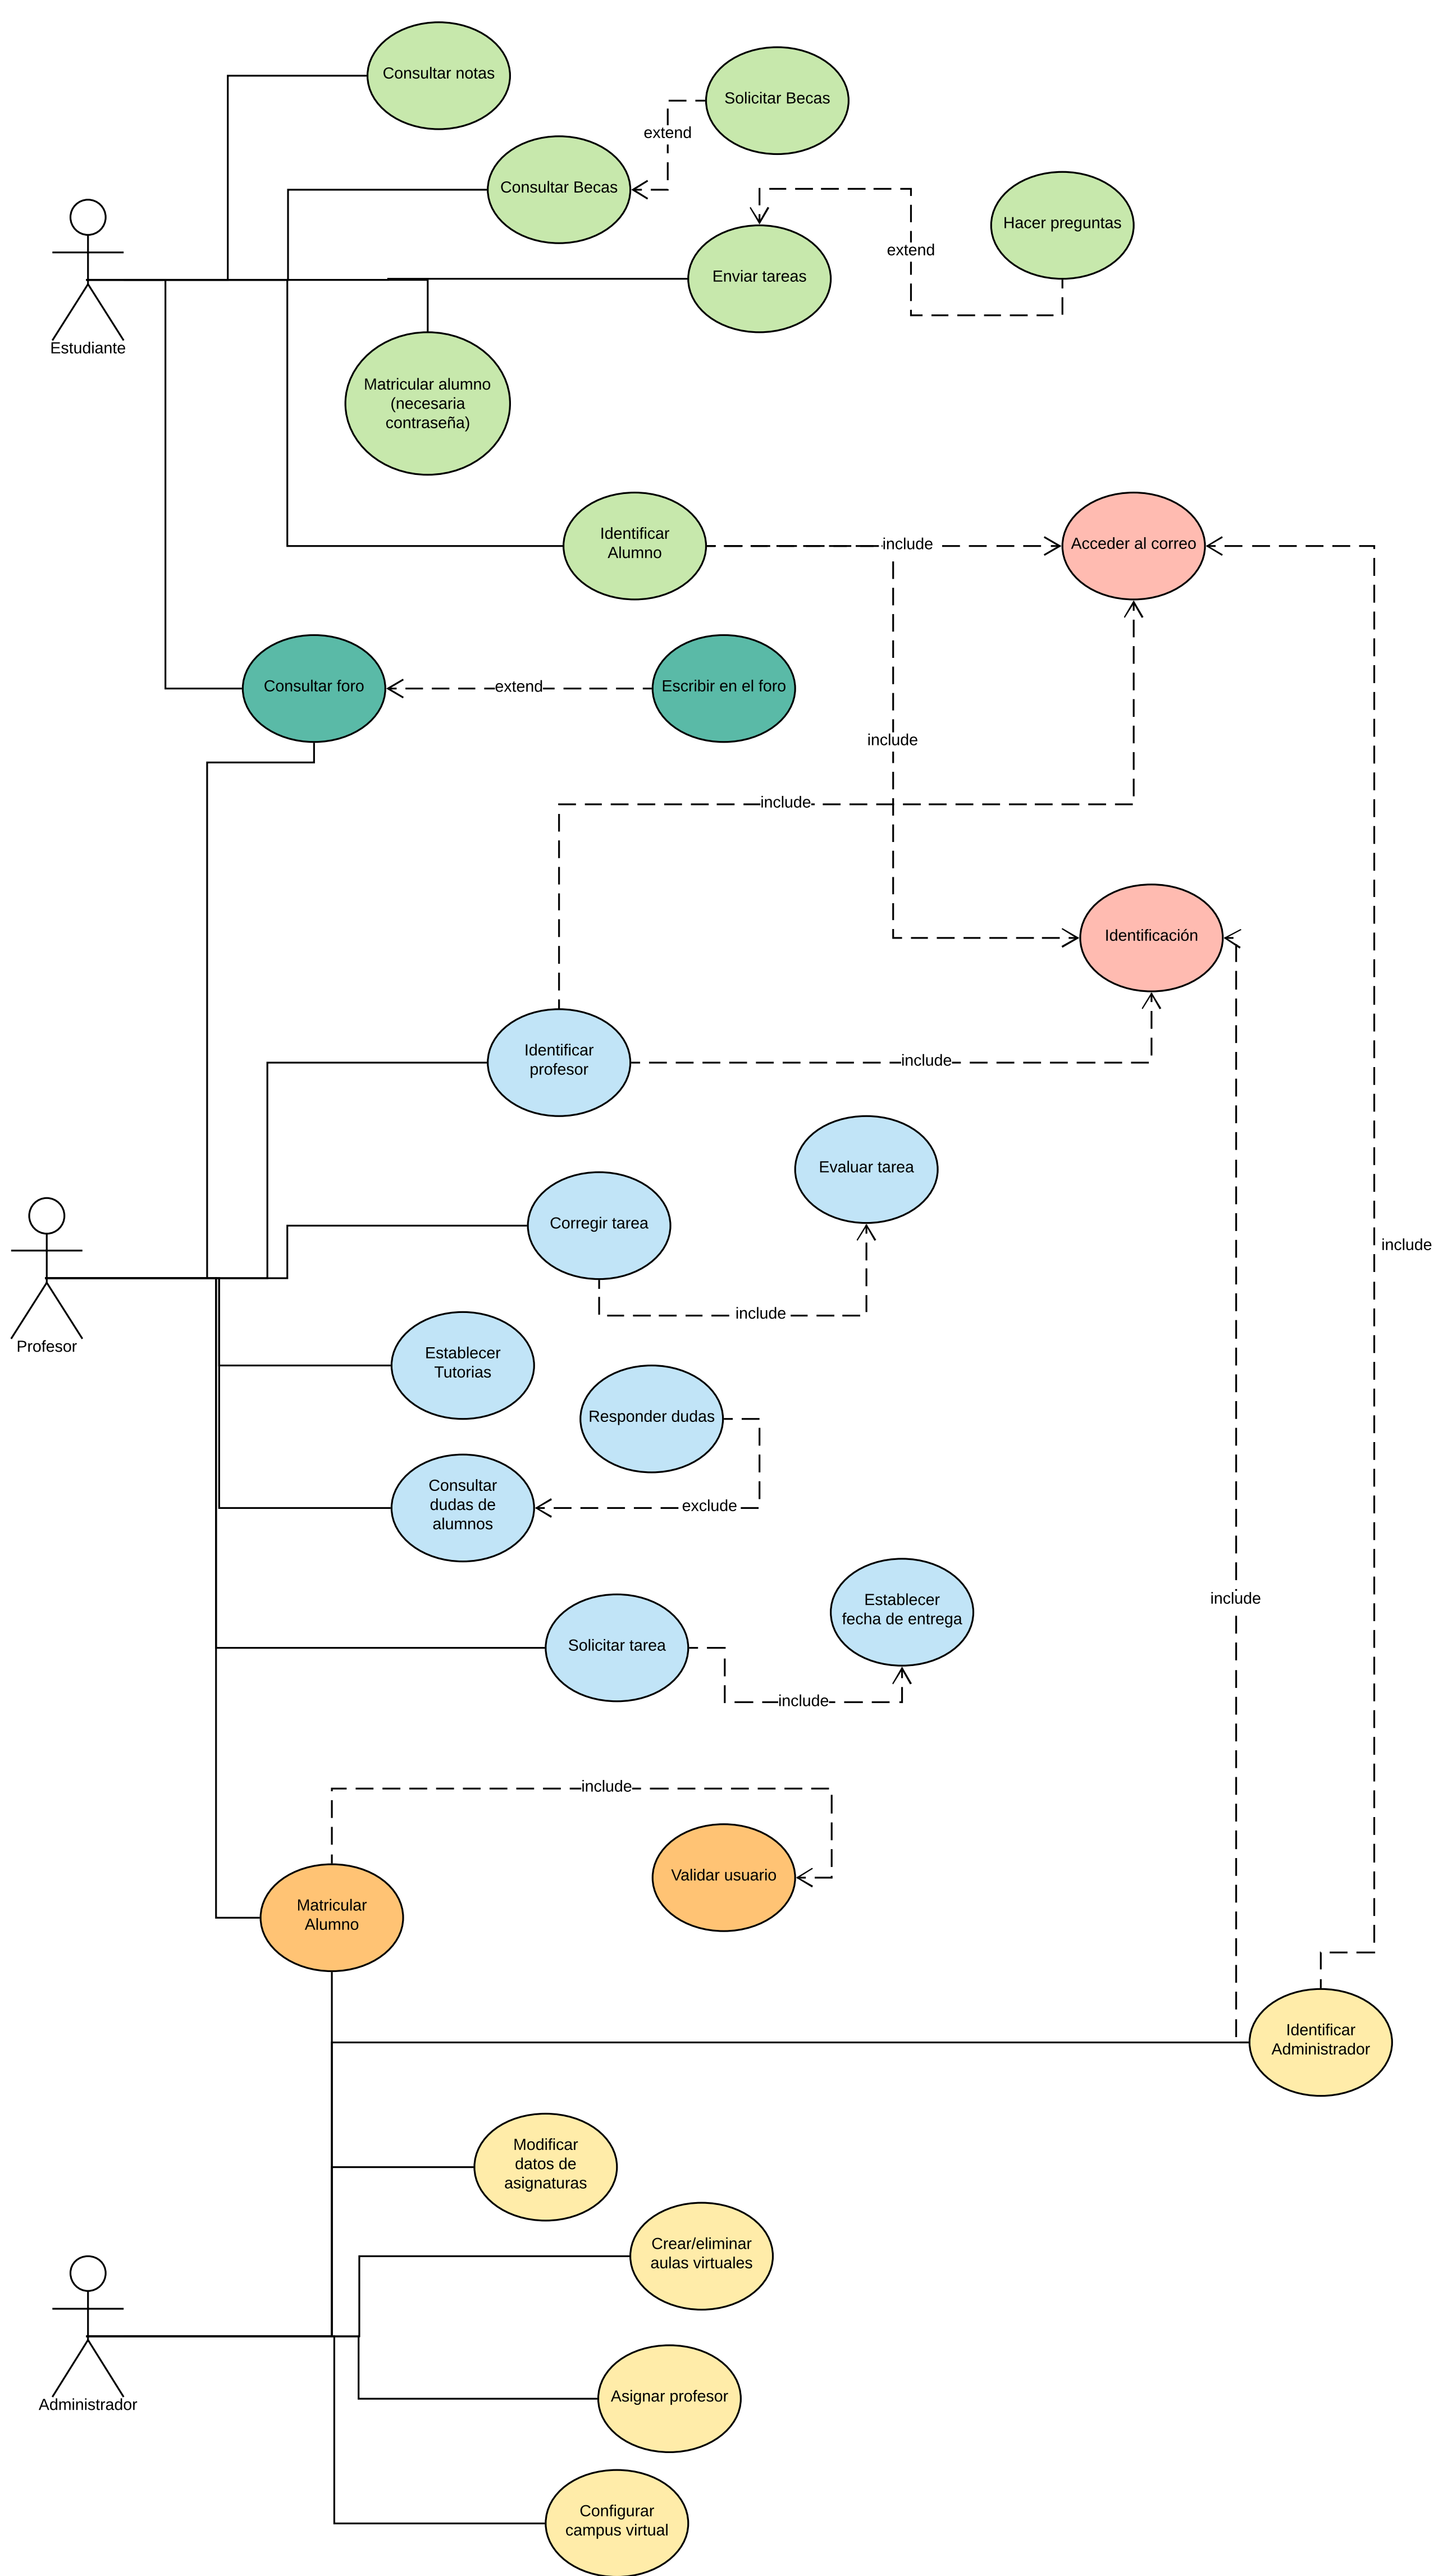 Consultar notas
Solicitar Becas
extend
Consultar Becas
Hacer preguntas
extend
Enviar tareas
Estudiante
Matricular alumno
(necesaria
contraseña)
Identificar
Alumno
include
Acceder al correo
Consultar foro
extend
Escribir en el foro
include
include
Identificación
Identificar
profesor
include
Evaluar tarea
Corregir tarea
include
include
Profesor
Establecer
Tutorias
Responder dudas
Consultar
dudas de
alumnos
exclude
Establecer
fecha de entrega
include
Solicitar tarea
include
include
Validar usuario
Matricular
Alumno
Identificar
Administrador
Modificar
datos de
asignaturas
Crear/eliminar
aulas virtuales
Asignar profesor
Administrador
Configurar
campus virtual